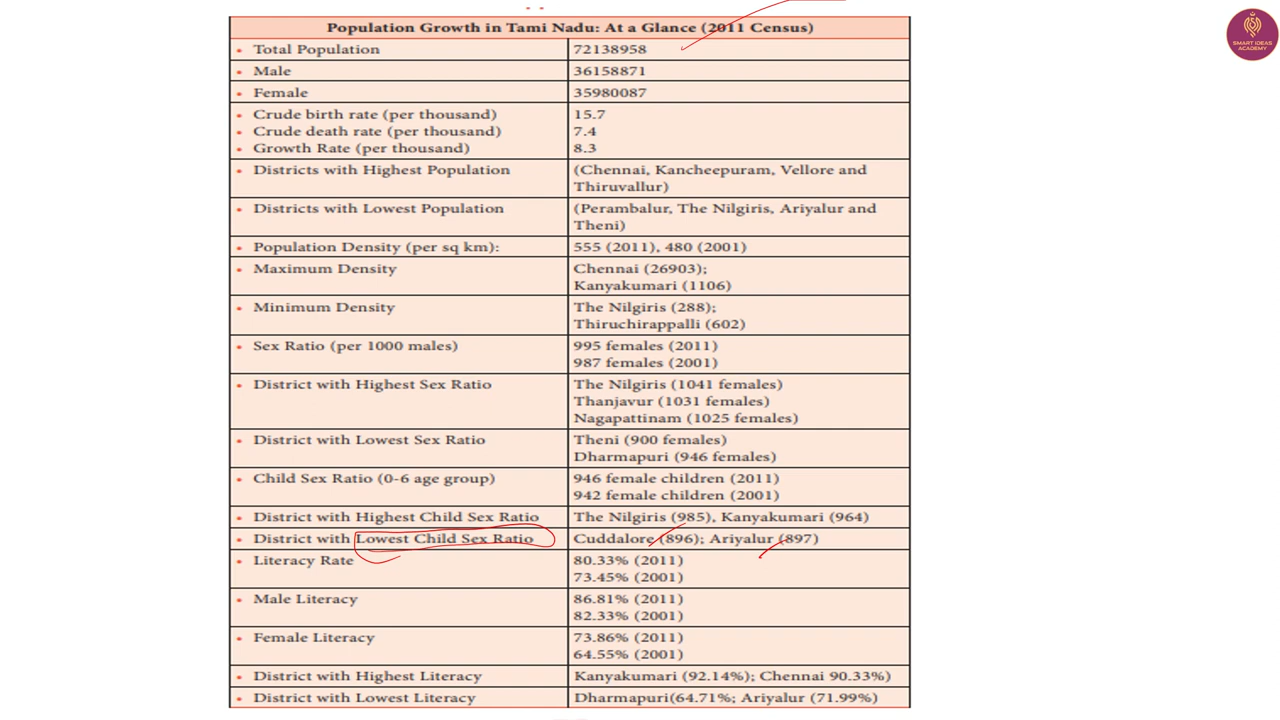 SMART IDEAS
ACADEMY
Population Growth in Tami Nadu: At a Glance (2011 Census)
• Total Population 72138958
• Male 36158871
• Female 35980087
• Crude birth rate (per thousand) 15.7
• Crude death rate (per thousand) 7.4
• Growth Rate (per thousand) 8.3
• Districts with Highest Population (Chennai, Kancheepuram, Vellore and
Thiruvallur)
• Districts with Lowest Population (Perambalur, The Nilgiris, Ariyalur and
Theni)
• Population Density (per sq km): 555 (2011), 480 (2001)
• Maximum Density Chennai (26903);
Kanyakumari (1106)
• Minimum Density The Nilgiris (288);
Thiruchirappalli (602)
• Sex Ratio (per 1000 males) 995 females (2011)
987 females (2001)
• District with Highest Sex Ratio The Nilgiris (1041 females)
Thanjavur (1031 females)
Nagapattinam (1025 females)
• District with Lowest Sex Ratio Theni (900 females)
Dharmapuri (946 females)
• Child Sex Ratio (0-6 age group) 946 female children (2011)
942 female children (2001)
• District with Highest Child Sex Ratio The Nilgiris (985), Kanyakumari (964)
• District with Lowest Child Sex Ratio Cuddalore (896); Ariyalur (897)
• Literacy Rate 80.33% (2011)
73.45% (2001)
• Male Literacy 86.81% (2011)
82.33% (2001)
• Female Literacy 73.86% (2011)
64.55% (2001)
• District with Highest Literacy Kanyakumari (92.14%); Chennai 90.33%)
• District with Lowest Literacy Dharmapuri(64.71%; Ariyalur (71.99%)